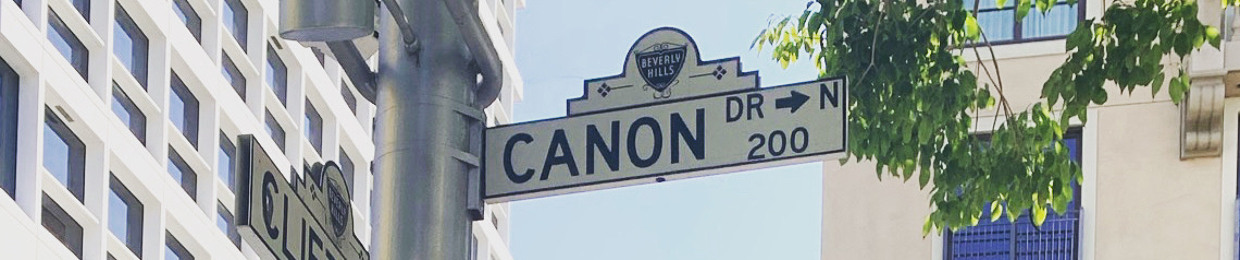 BEVERLY
HILLS
CANON DR → N
200